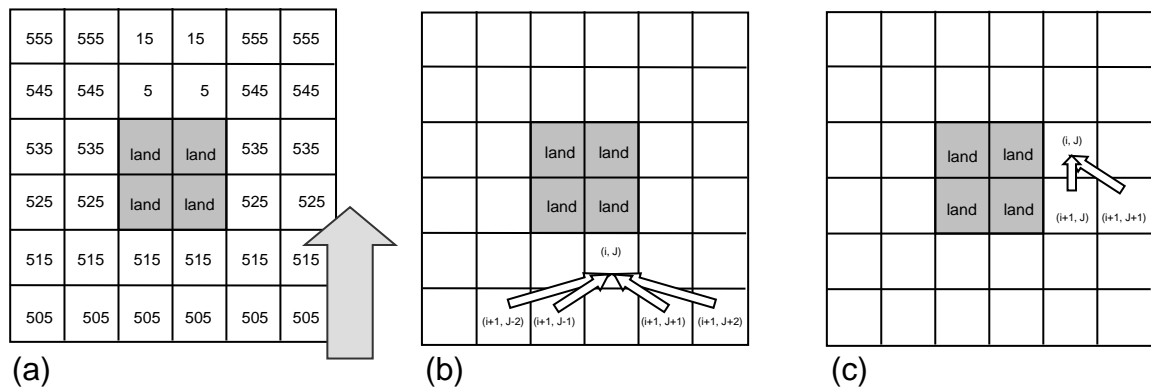 555 555 15 15 555 555
545 545 5 5 545 545
535 535 land land 535 535
525 525 land land 525 525
515 515 515 515 515 515
505 505 505 505 505 505
(a)
land land
land land
(i, J)
(i+1, J-2) (i+1, J-1) (i+1, J+1) (i+1, J+2)
(b)
land land (i, J)
land land (i+1, J) (i+1, J+1)
(c)